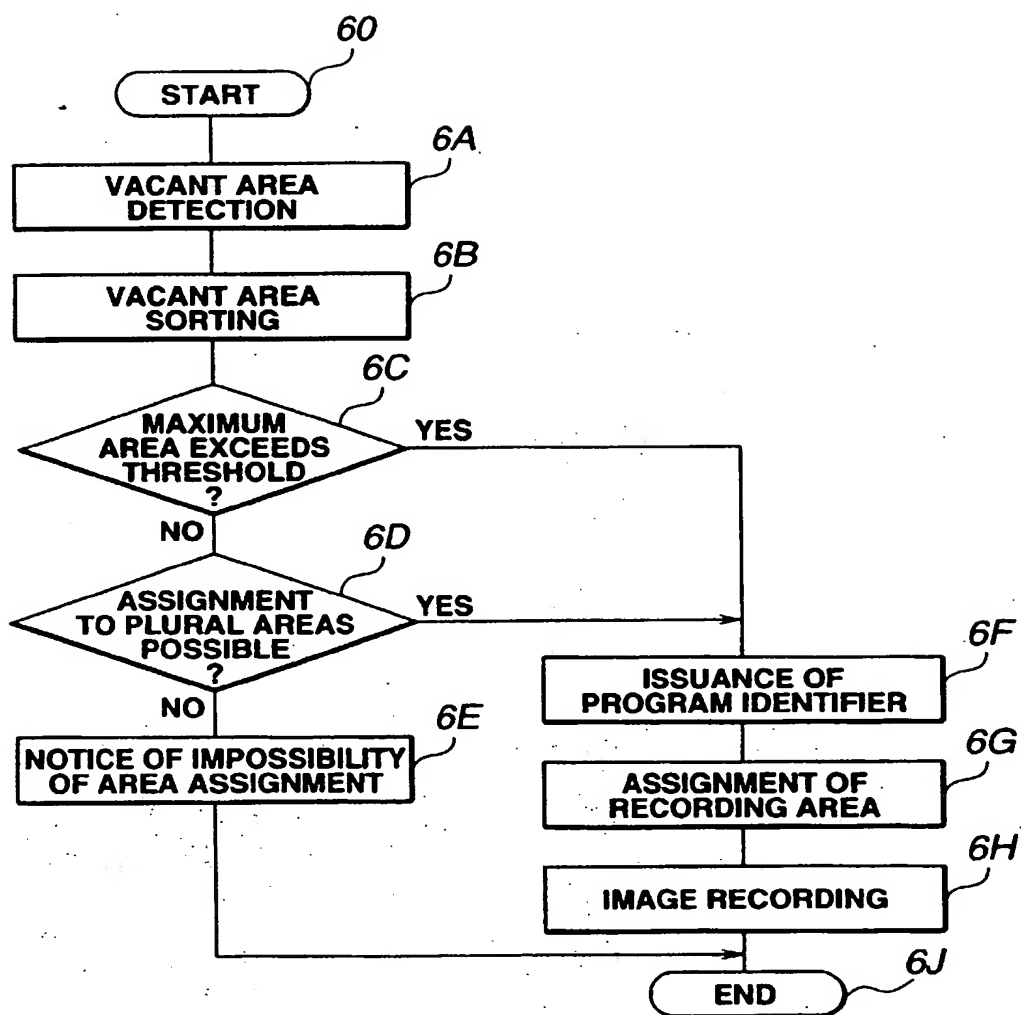 60
START
6A
VACANT AREA
DETECTION
6B
VACANT AREA
SORTING
6C
MAXIMUM
AREA EXCEEDS
THRESHOLD
?
YES
NO
6D
ASSIGNMENT
TO PLURAL AREAS
POSSIBLE
?
YES
NO
6E
NOTICE OF IMPOSSIBILITY
OF AREA ASSIGNMENT
6F
ISSUANCE OF
PROGRAM IDENTIFIER
6G
ASSIGNMENT OF
RECORDING AREA
6H
IMAGE RECORDING
6J
END